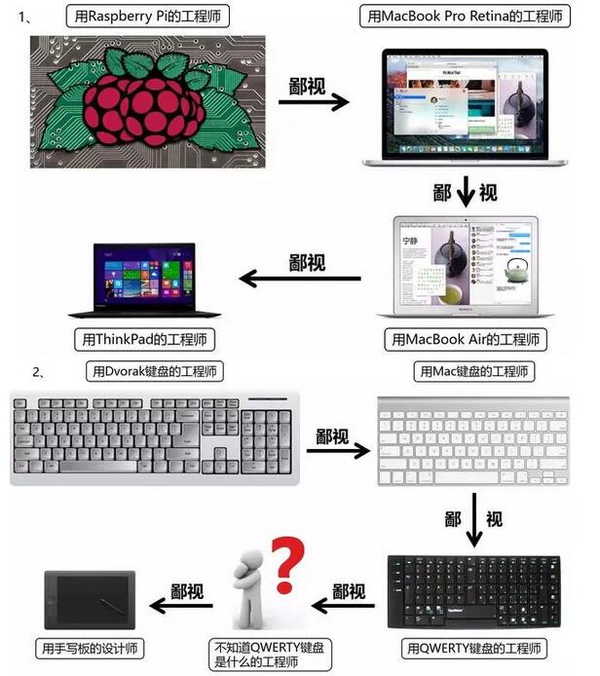 1、
用Raspberry Pi的工程师
用MacBook Pro Retina的工程师
鄙视
鄙 视
宁静
鄙视
用ThinkPad的工程师
用MacBook Air的工程师
2、
用Dvorak键盘的工程师
用Mac键盘的工程师
鄙视
鄙 视
?
鄙视
鄙视
用手写板的设计师
不知道QWERTY键盘
是什么的工程师
用QWERTY键盘的工程师